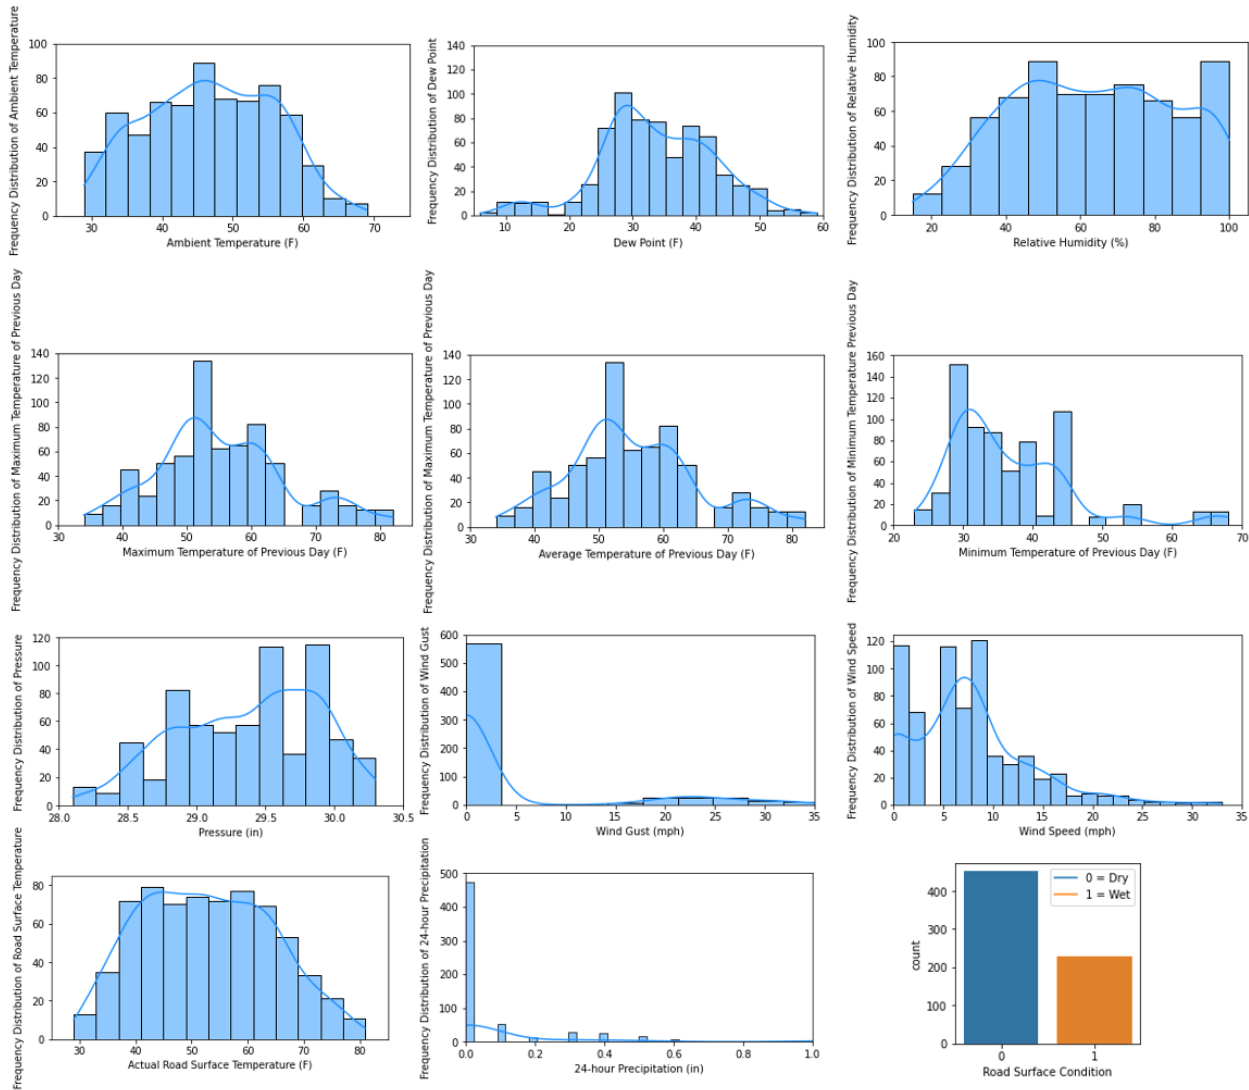 Frequency Distribution of Ambient Temperature
100
80
60
40
20
0
30 40 50 60 70
Ambient Temperature (F)
Frequency Distribution of Dew Point
140
120
100
80
60
40
20
0
10 20 30 40 50 60
Dew Point (F)
Frequency Distribution of Relative Humidity
100
80
60
40
20
0
20 40 60 80 100
Relative Humidity (%)
Frequency Distribution of Maximum Temperature of Previous Day
140
120
100
80
60
40
20
0
30 40 50 60 70 80
Maximum Temperature of Previous Day (F)
Frequency Distribution of Maximum Temperature of Previous Day
140
120
100
80
60
40
20
0
30 40 50 60 70 80
Average Temperature of Previous Day (F)
Frequency Distribution of Minimum Temperature Previous Day
160
140
120
100
80
60
40
20
0
20 30 40 50 60 70
Minimum Temperature of Previous Day (F)
Frequency Distribution of Pressure
120
100
80
60
40
20
0
28.0 28.5 29.0 29.5 30.0 30.5
Pressure (in)
Frequency Distribution of Wind Gust
600
500
400
300
200
100
0
0 5 10 15 20 25 30 35
Wind Gust (mph)
Frequency Distribution of Wind Speed
120
100
80
60
40
20
0
0 5 10 15 20 25 30 35
Wind Speed (mph)
Frequency Distribution of Road Surface Temperature
80
60
40
20
0
30 40 50 60 70 80
Actual Road Surface Temperature (F)
Frequency Distribution of 24-hour Precipitation
500
400
300
200
100
0
0.0 0.2 0.4 0.6 0.8 1.0
24-hour Precipitation (in)
count
400
300
200
100
0
0 = Dry
1 = Wet
0 1
Road Surface Condition